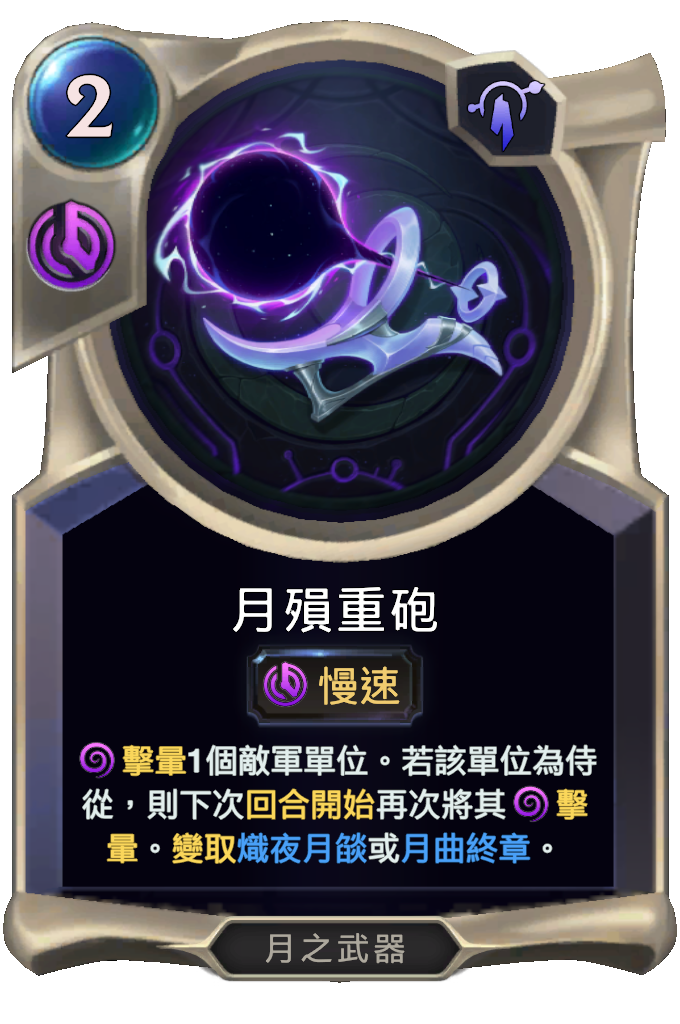 2
月殞重砲
慢速
擊暈1個敵軍單位。若該單位為侍
從，則下次回合開始再次將其擊
暈。變取熾夜月燄或月曲終章。
月之武器